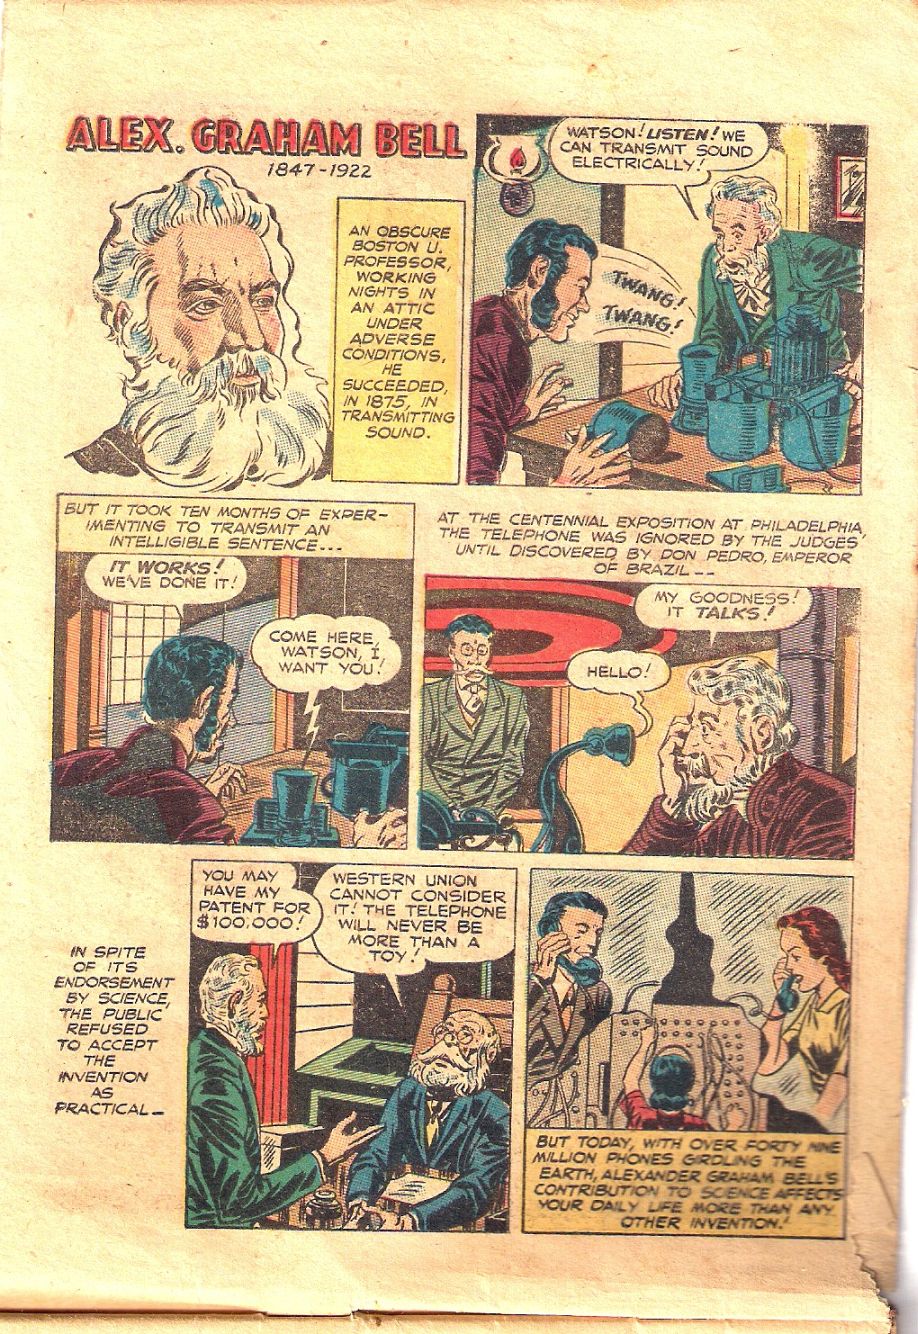 ALEX. GRAHAM BELL
1847-1922
AN OBSCURE
BOSTON U.
PROFESSOR,
WORKING
NIGHTS IN
AN ATTIC
UNDER
ADVERSE
CONDITIONS,
HE
SUCCEEDED,
IN 1875, IN
TRANSMITTING
SOUND.
WATSON! LISTEN! WE
CAN TRANSMIT SOUND
ELECTRICALLY!
TWANG!
TWANG!
BUT IT TOOK TEN MONTHS OF EXPER-
IMENTING TO TRANSMIT AN
INTELLIGIBLE SENTENCE...
IT WORKS!
WE'VE DONE IT!
COME HERE,
WATSON, I
WANT YOU!
AT THE CENTENNIAL EXPOSITION AT PHILADELPHIA
THE TELEPHONE WAS IGNORED BY THE JUDGES,
UNTIL DISCOVERED BY DON PEDRO, EMPEROR
OF BRAZIL--
MY GOODNESS!
IT TALKS!
HELLO!
IN SPITE
OF ITS
ENDORSEMENT
BY SCIENCE,
THE PUBLIC
REFUSED
TO ACCEPT
THE
INVENTION
AS
PRACTICAL-
YOU MAY
HAVE MY
PATENT FOR
$100,000!
WESTERN UNION
CANNOT CONSIDER
IT! THE TELEPHONE
WILL NEVER BE
MORE THAN A
TOY!
BUT TODAY, WITH OVER FORTY NINE
MILLION PHONES GIRDLING THE
EARTH, ALEXANDER GRAHAM BELL'S
CONTRIBUTION TO SCIENCE AFFECTS
YOUR DAILY LIFE MORE THAN ANY
OTHER INVENTION!